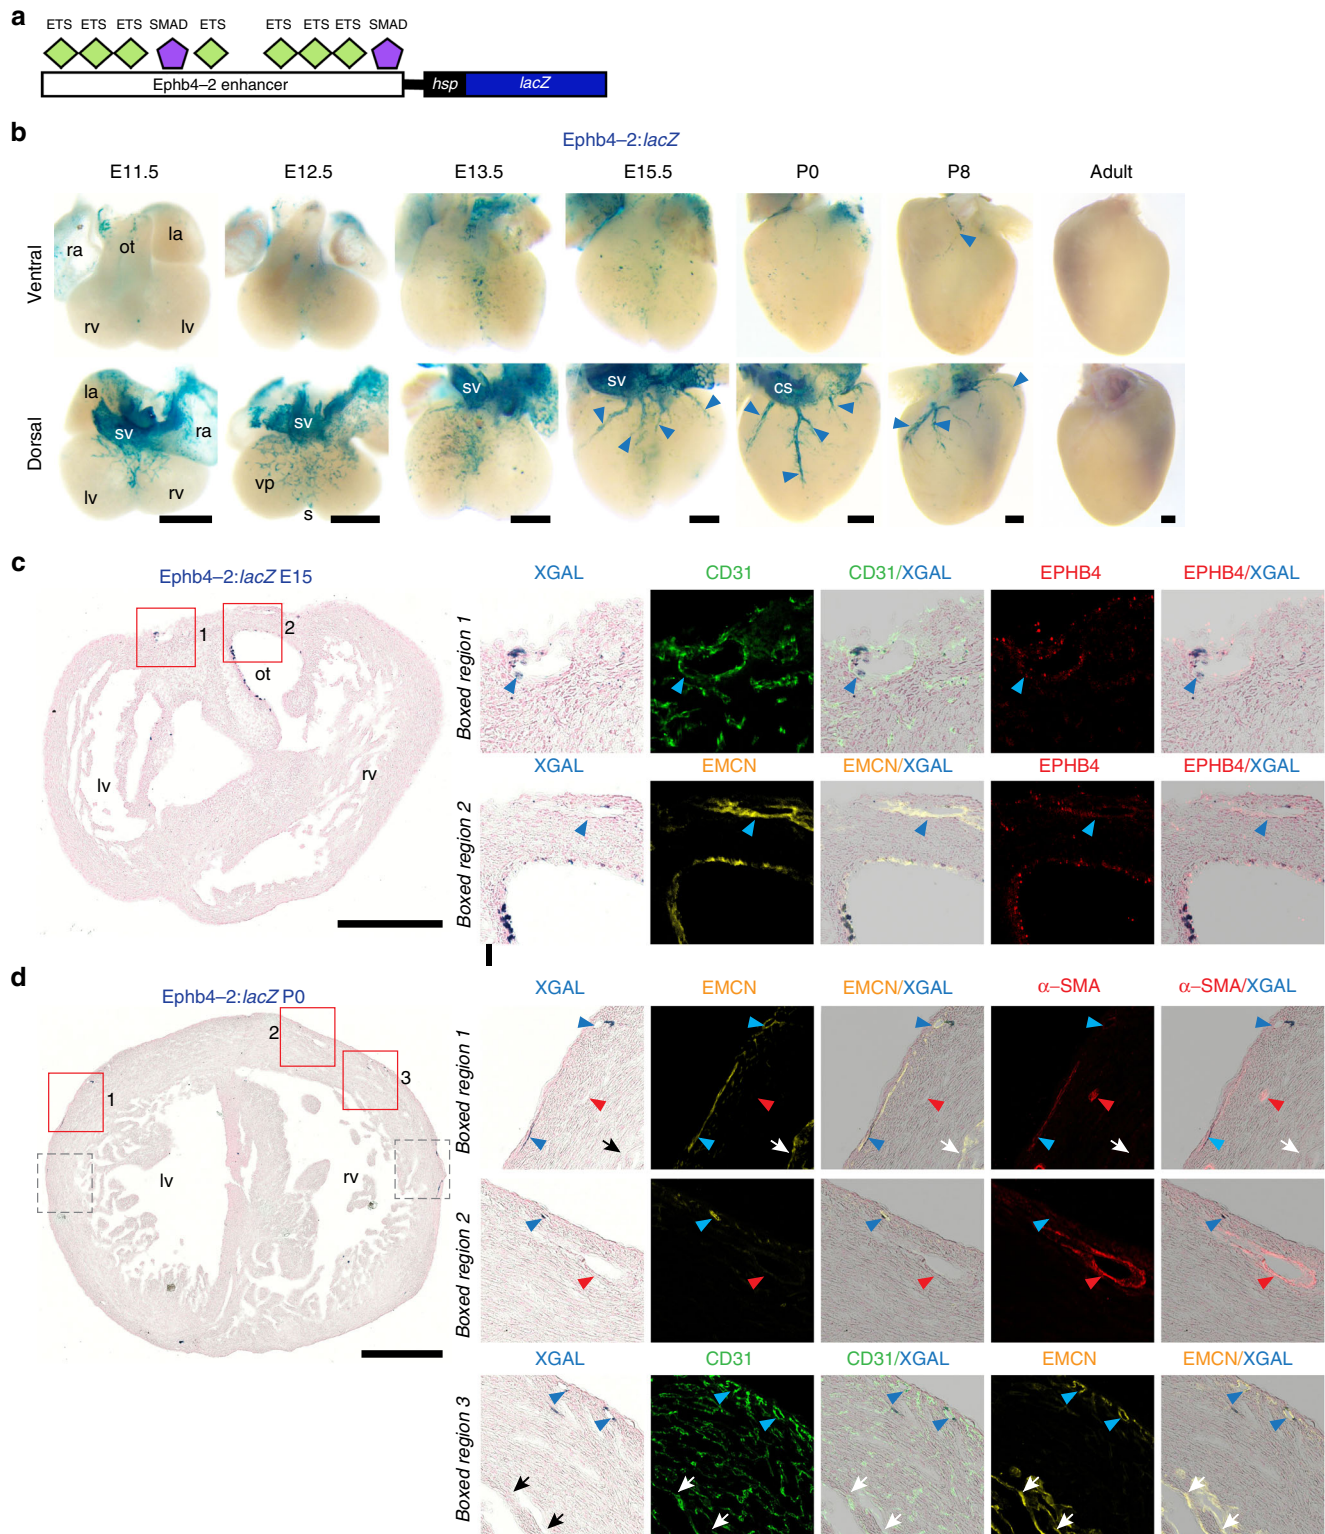 a
ETS ETS ETS SMAD ETS ETS ETS ETS SMAD
Ephb4–2 enhancer hsp lacZ
b
Ephb4–2:lacZ
E11.5 E12.5 E13.5 E15.5 P0 P8 Adult
Ventral
ra ot la rv lv
Dorsal
la sv ra lv rv
sv vp s
sv
sv
cs
c
Ephb4–2:lacZ E15
1 2
ot
lv rv
XGAL CD31 CD31/XGAL EPHB4 EPHB4/XGAL
Boxed region 1
XGAL EMCN EMCN/XGAL EPHB4 EPHB4/XGAL
Boxed region 2
d
Ephb4–2:lacZ P0
2
3
1
lv rv
XGAL EMCN EMCN/XGAL α–SMA α–SMA/XGAL
Boxed region 1
Boxed region 2
XGAL CD31 CD31/XGAL EMCN EMCN/XGAL
Boxed region 3